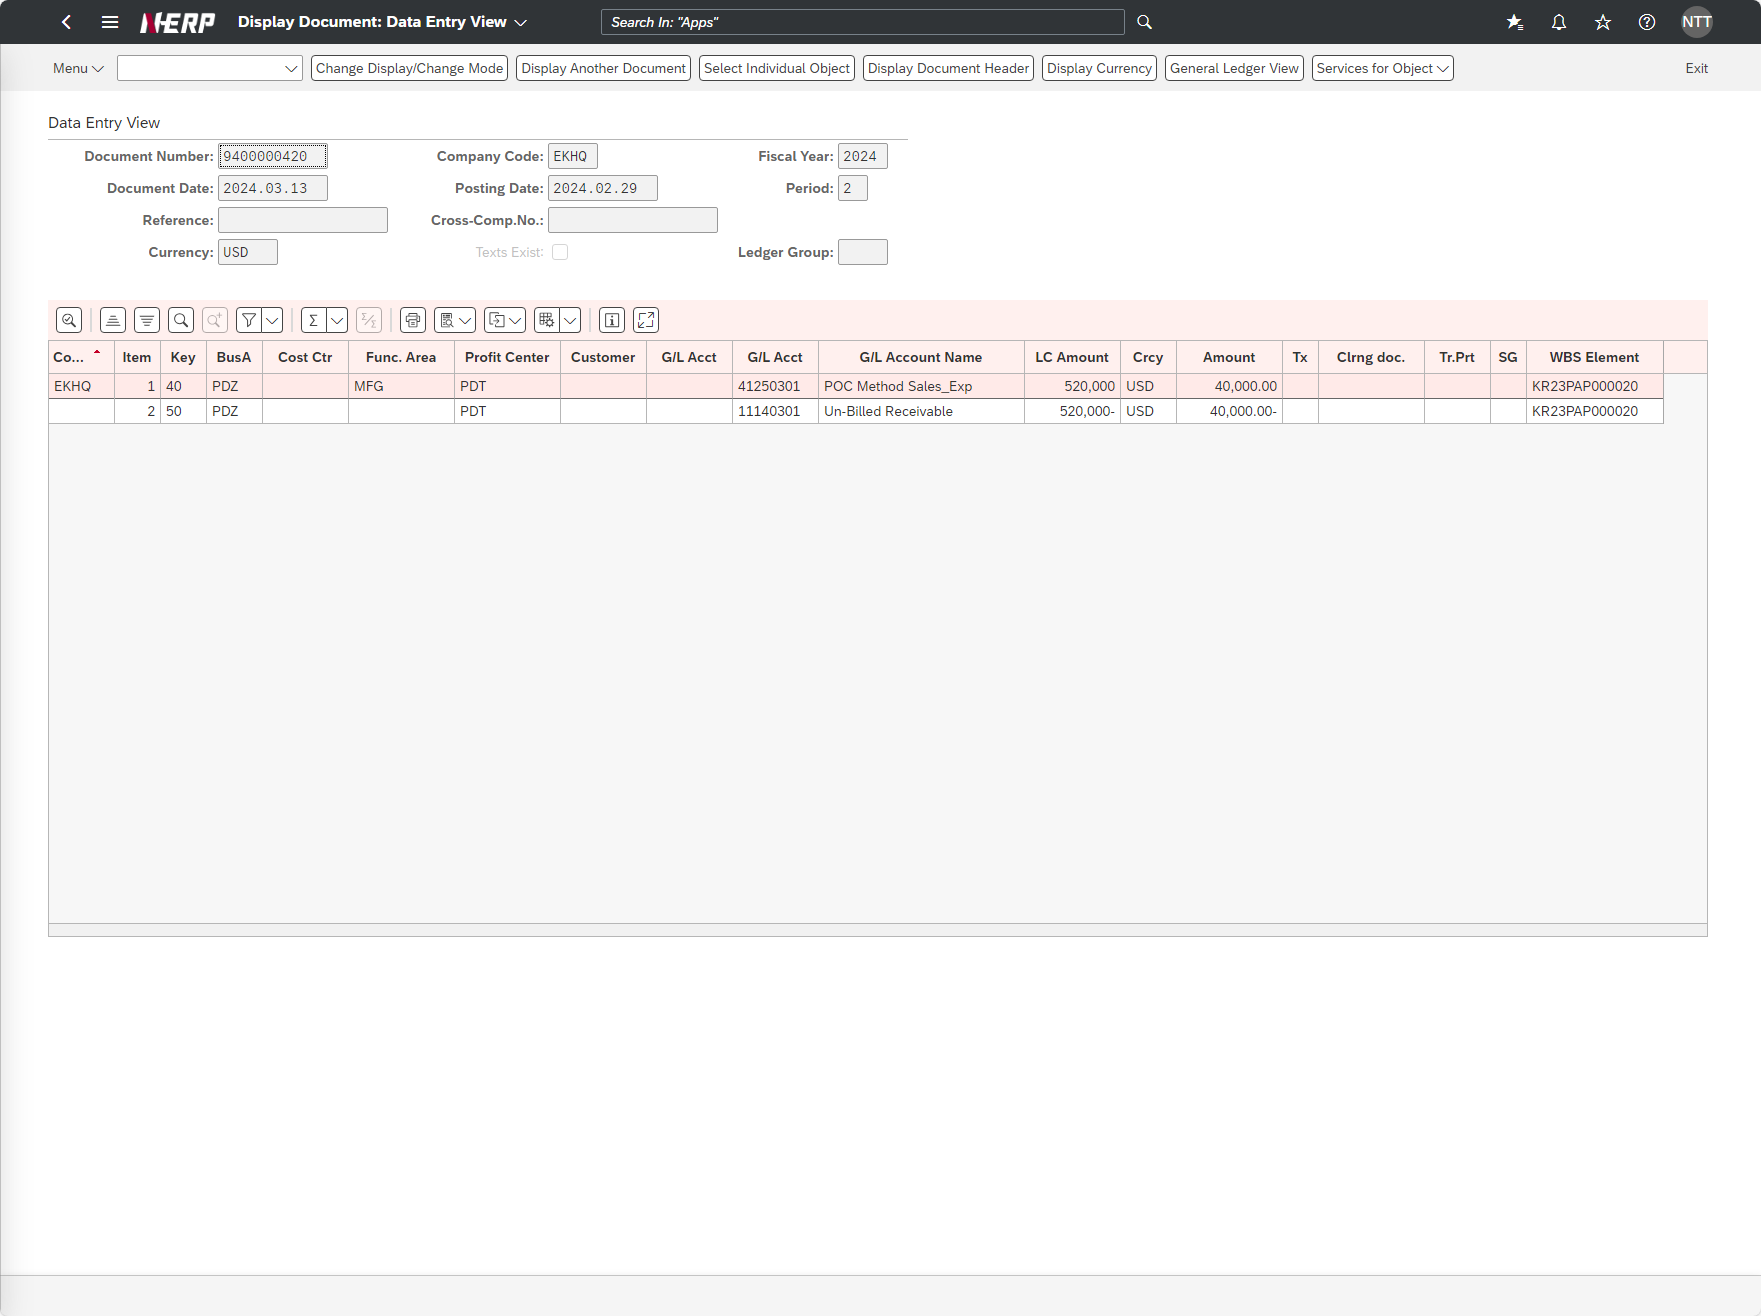 NERP Display Document: Data Entry View Search In: "Apps" NTT
Menu Change Display/Change Mode Display Another Document Select Individual Object Display Document Header Display Currency General Ledger View Services for Object Exit
Data Entry View
Document Number: 9400000420 Company Code: EKHQ Fiscal Year: 2024
Document Date: 2024.03.13 Posting Date: 2024.02.29 Period: 2
Reference: Cross-Comp.No.:
Currency: USD Texts Exist: Ledger Group:
Co... Item Key BusA Cost Ctr Func. Area Profit Center Customer G/L Acct G/L Acct G/L Account Name LC Amount Crcy Amount Tx Clrng doc. Tr.Prt SG WBS Element
EKHQ 1 40 PDZ MFG PDT 41250301 POC Method Sales_Exp 520,000 USD 40,000.00 KR23PAP000020
2 50 PDZ PDT 11140301 Un-Billed Receivable 520,000- USD 40,000.00- KR23PAP000020